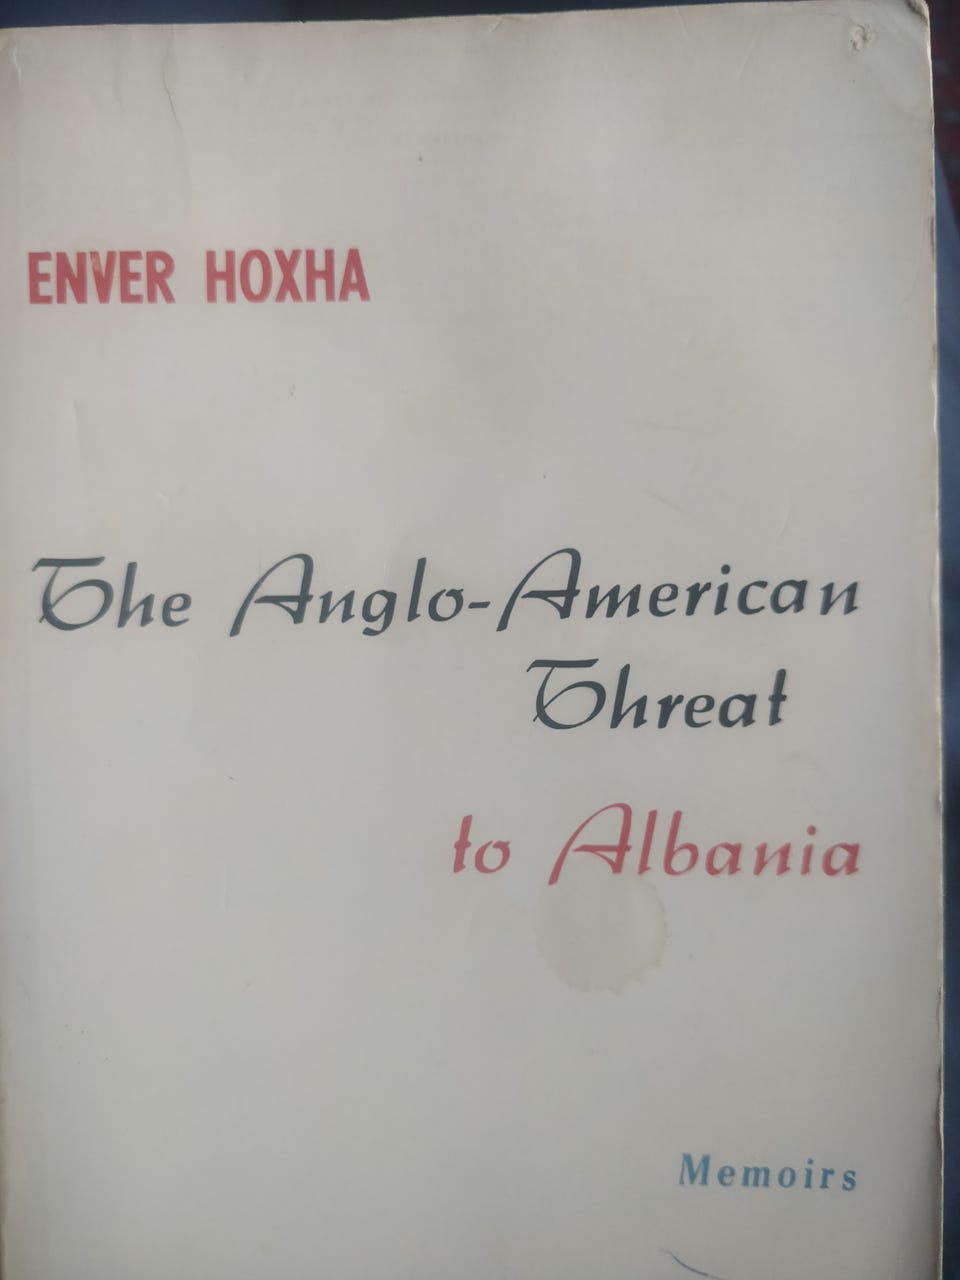 ENVER HOXHA
The Anglo-American
Threat
to Albania
Memoirs